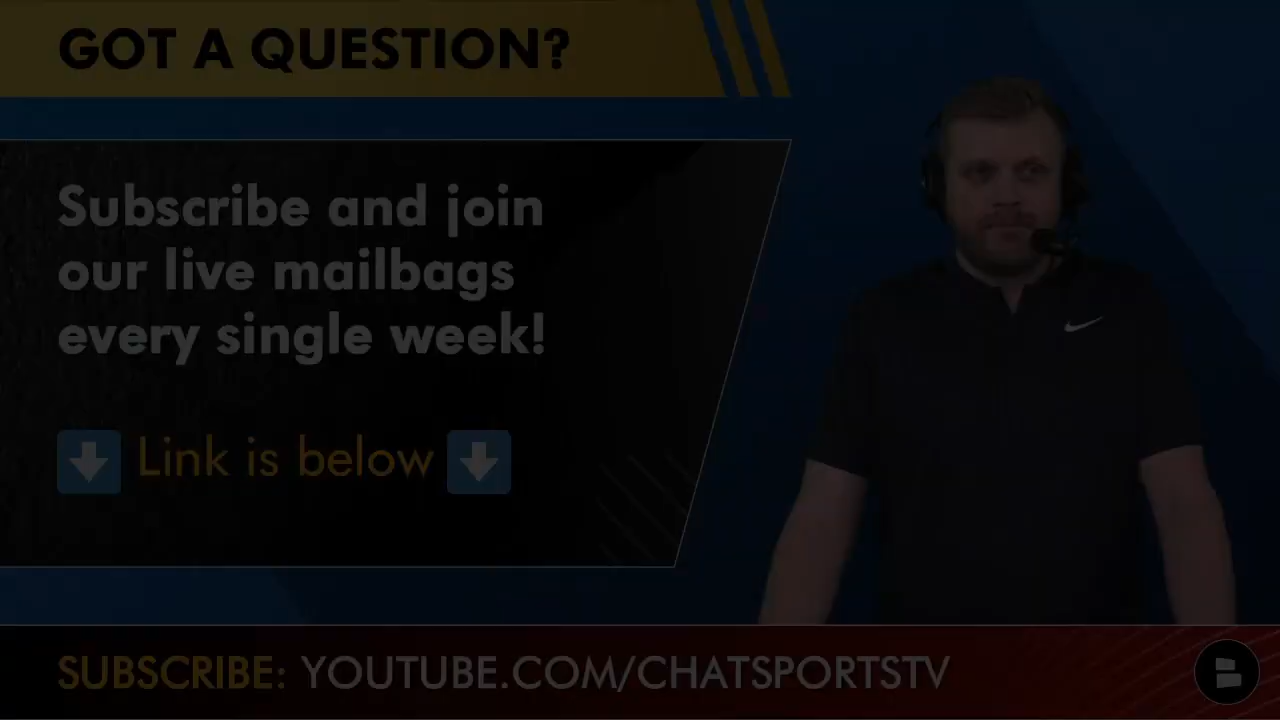 GOT A QUESTION?
Subscribe and join
our live mailbags
every single week!
Link is below
SUBSCRIBE: YOUTUBE.COM/CHATSPORTSTV